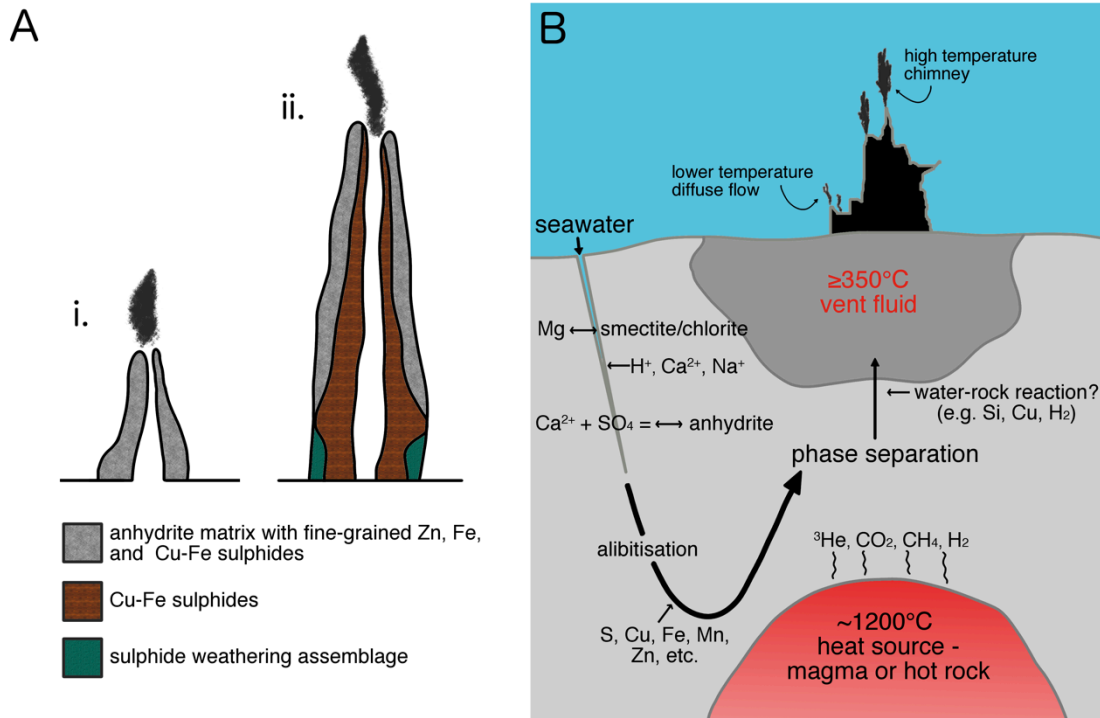 A
i.
ii.
anhydrite matrix with fine-grained Zn, Fe,
and Cu-Fe sulphides
Cu-Fe sulphides
sulphide weathering assemblage
B
high temperature
chimney
lower temperature
diffuse flow
seawater
≥350°C
vent fluid
Mg ⟷ smectite/chlorite
←H⁺, Ca²⁺, Na⁺
Ca²⁺ + SO₄ = ⟷ anhydrite
← water-rock reaction?
(e.g. Si, Cu, H₂)
phase separation
alibitisation
³He, CO₂, CH₄, H₂
S, Cu, Fe, Mn,
Zn, etc.
~1200°C
heat source -
magma or hot rock